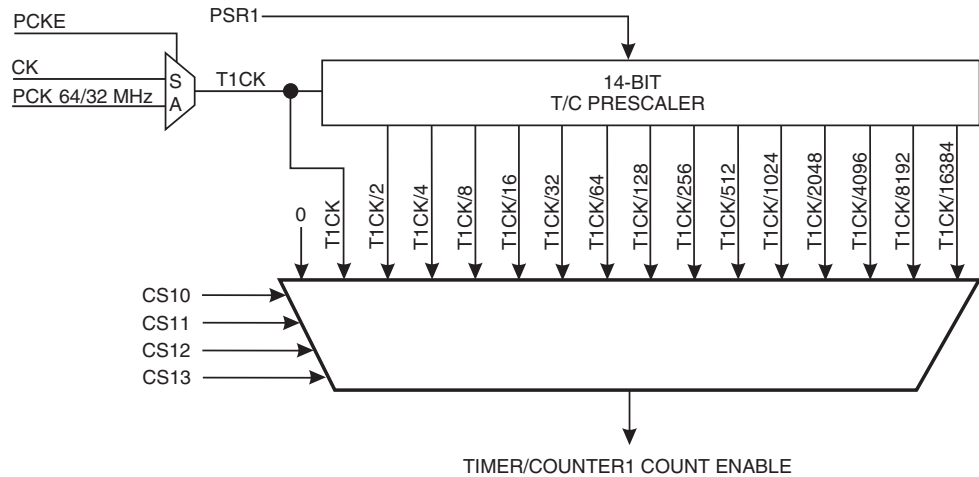 PCKE
PSR1
CK
PCK 64/32 MHz
S
A
T1CK
14-BIT
T/C PRESCALER
0
T1CK
T1CK/2
T1CK/4
T1CK/8
T1CK/16
T1CK/32
T1CK/64
T1CK/128
T1CK/256
T1CK/512
T1CK/1024
T1CK/2048
T1CK/4096
T1CK/8192
T1CK/16384
CS10
CS11
CS12
CS13
TIMER/COUNTER1 COUNT ENABLE